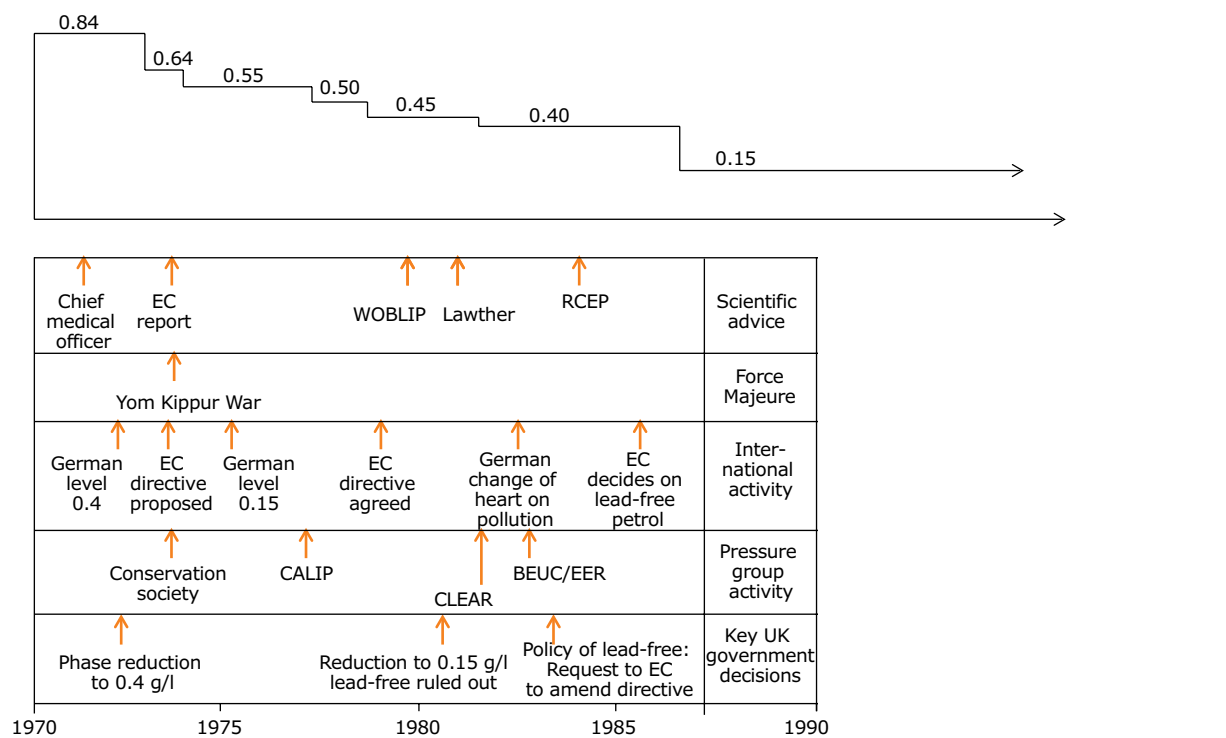 0.84
0.64
0.55
0.50
0.45
0.40
0.15
Chief
medical
officer
EC
report
WOBLIP
Lawther
RCEP
Scientific
advice
Yom Kippur War
Force
Majeure
German
level
0.4
EC
directive
proposed
German
level
0.15
EC
directive
agreed
German
change of
heart on
pollution
EC
decides on
lead-free
petrol
Inter-
national
activity
Conservation
society
CALIP
CLEAR
BEUC/EER
Pressure
group
activity
Phase reduction
to 0.4 g/l
Reduction to 0.15 g/l
lead-free ruled out
Policy of lead-free:
Request to EC
to amend directive
Key UK
government
decisions
1970
1975
1980
1985
1990